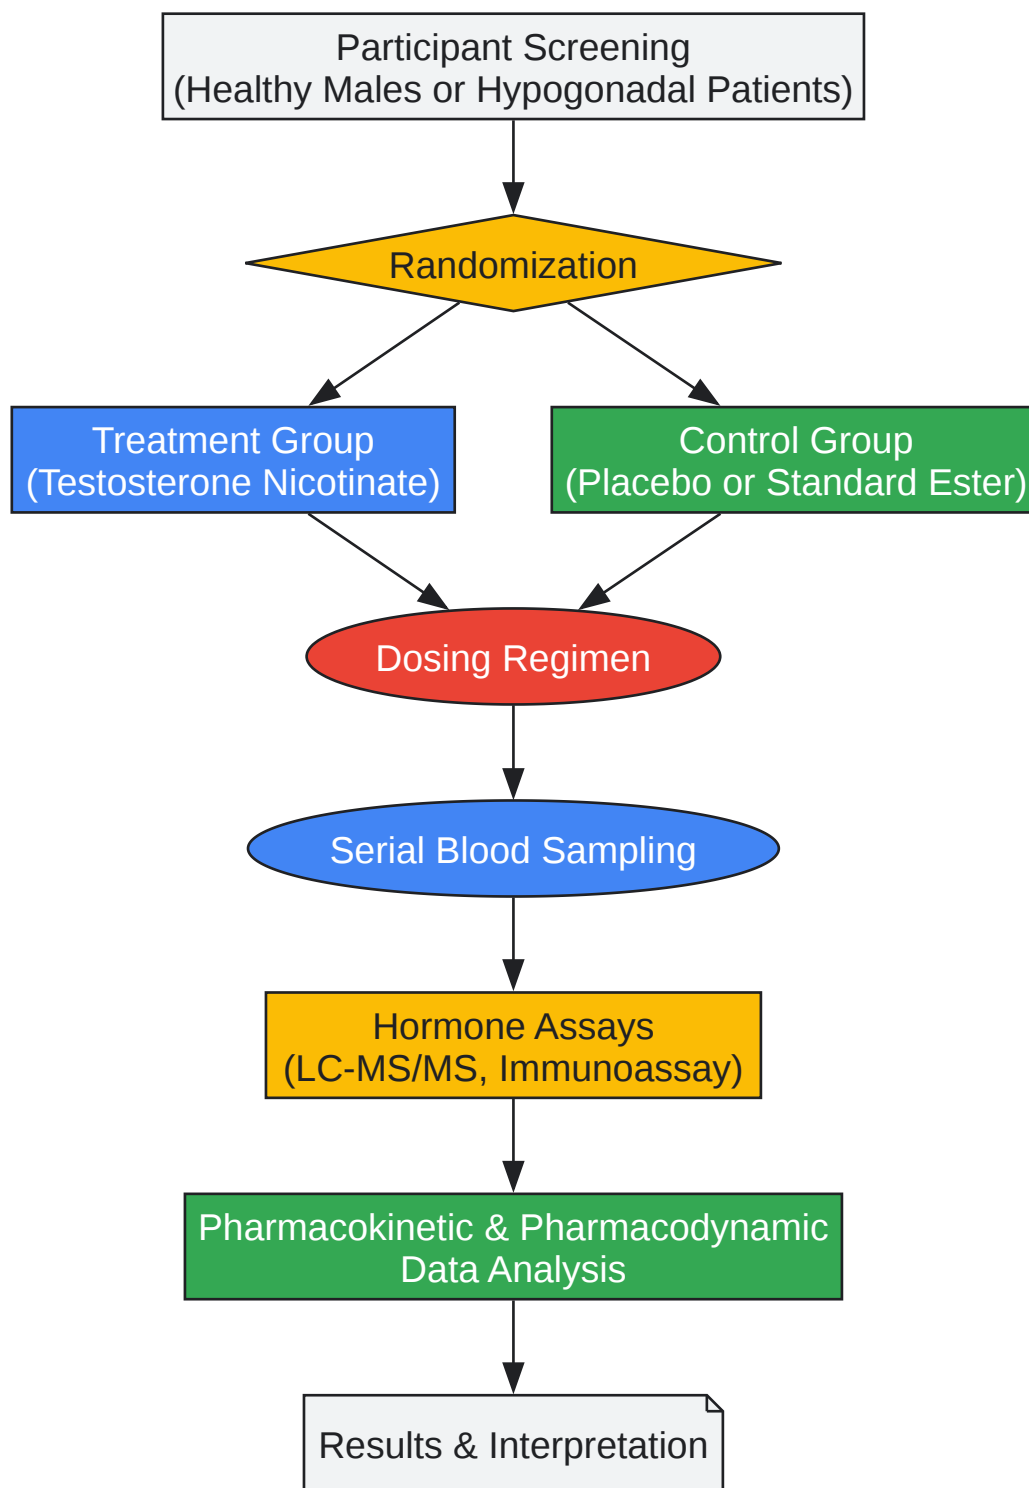 Participant Screening
(Healthy Males or Hypogonadal Patients)
Randomization
Treatment Group
(Testosterone Nicotinate)
Control Group
(Placebo or Standard Ester)
Dosing Regimen
Serial Blood Sampling
Hormone Assays
(LC-MS/MS, Immunoassay)
Pharmacokinetic & Pharmacodynamic
Data Analysis
Results & Interpretation